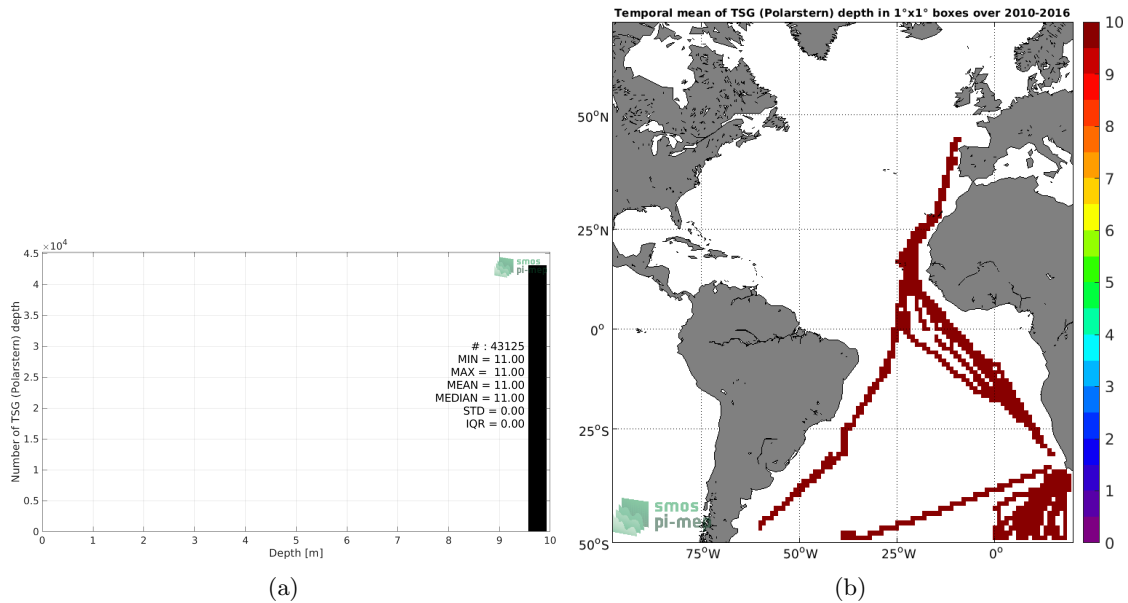 Temporal mean of TSG (Polarstern) depth in 1°x1° boxes over 2010-2016
×10⁴
4.5
4
3.5
3
2.5
2
1.5
1
0.5
0
Number of TSG (Polarstern) depth
smos
pi-mep
# : 43125
MIN = 11.00
MAX = 11.00
MEAN = 11.00
MEDIAN = 11.00
STD = 0.00
IQR = 0.00
0 1 2 3 4 5 6 7 8 9 10
Depth [m]
(a)
50°N
25°N
0°
25°S
50°S
75°W 50°W 25°W 0°
smos
pi-mep
10
9
8
7
6
5
4
3
2
1
0
(b)